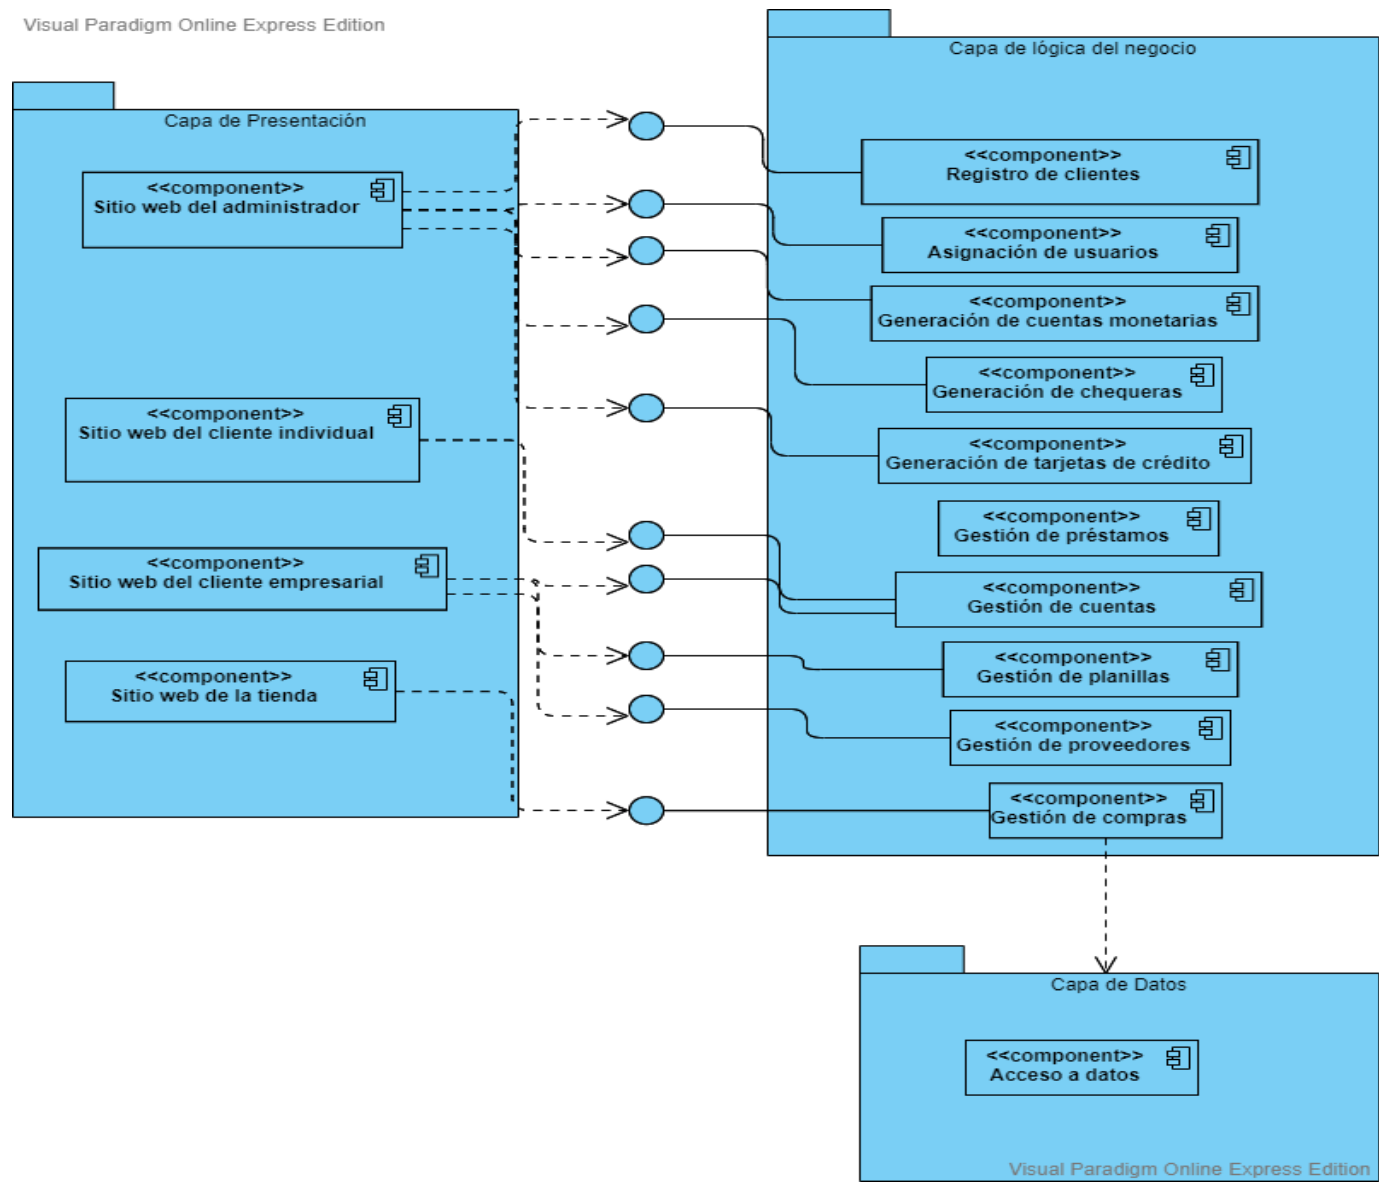 Visual Paradigm Online Express Edition
Capa de Presentación
<<component>>
Sitio web del administrador
<<component>>
Sitio web del cliente individual
<<component>>
Sitio web del cliente empresarial
<<component>>
Sitio web de la tienda
Capa de lógica del negocio
<<component>>
Registro de clientes
<<component>>
Asignación de usuarios
<<component>>
Generación de cuentas monetarias
<<component>>
Generación de chequeras
<<component>>
Generación de tarjetas de crédito
<<component>>
Gestión de préstamos
<<component>>
Gestión de cuentas
<<component>>
Gestión de planillas
<<component>>
Gestión de proveedores
<<component>>
Gestión de compras
Capa de Datos
<<component>>
Acceso a datos
Visual Paradigm Online Express Edition